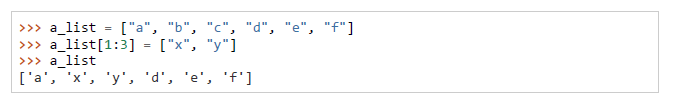 >>> a_list = ["a", "b", "c", "d", "e", "f"]
>>> a_list[1:3] = ["x", "y"]
>>> a_list
['a', 'x', 'y', 'd', 'e', 'f']